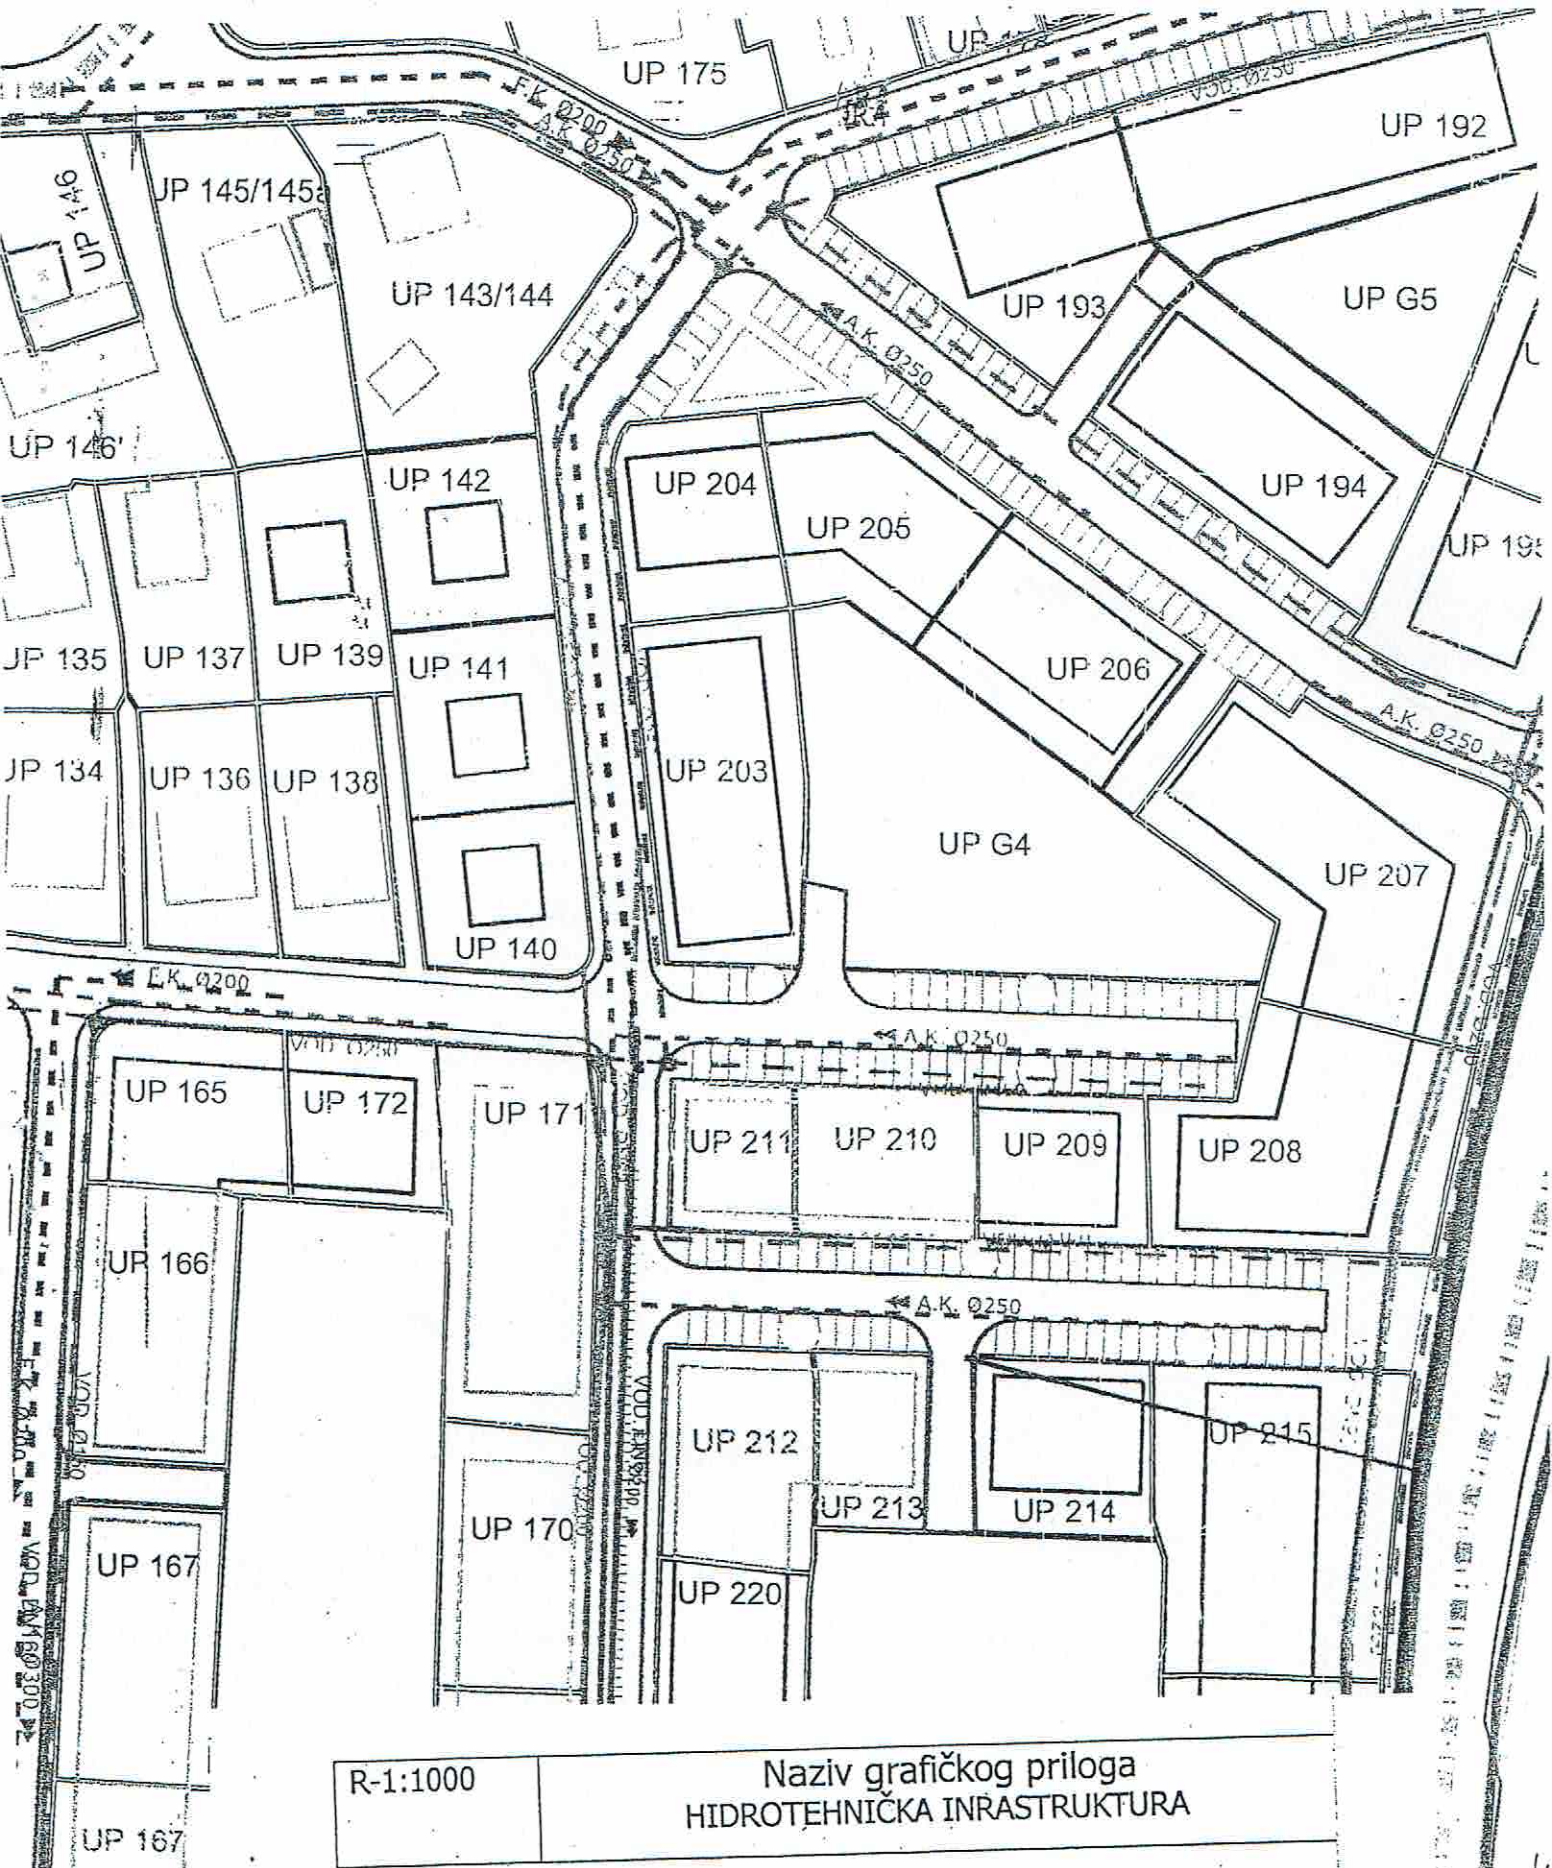 UP 175
VOD. Ø250
F.K. Ø200
A.K. Ø250
UP 192
UP 146
UP 145/145a
UP 143/144
UP 193
UP G5
A.K. Ø250
UP 146'
UP 142
UP 204
UP 194
UP 205
UP 195
UP 135
UP 137
UP 139
UP 141
UP 206
A.K. Ø250
UP 134
UP 136
UP 138
UP 203
UP G4
UP 207
UP 140
F.K. Ø200
A.K. Ø250
VOD Ø250
UP 165
UP 172
UP 171
UP 211
UP 210
UP 209
UP 208
UP 166
A.K. Ø250
UP 212
UP 215
UP 213
UP 214
UP 170
UP 167
UP 220
R-1:1000
Naziv grafičkog priloga
HIDROTEHNIČKA INRASTRUKTURA
UP 167